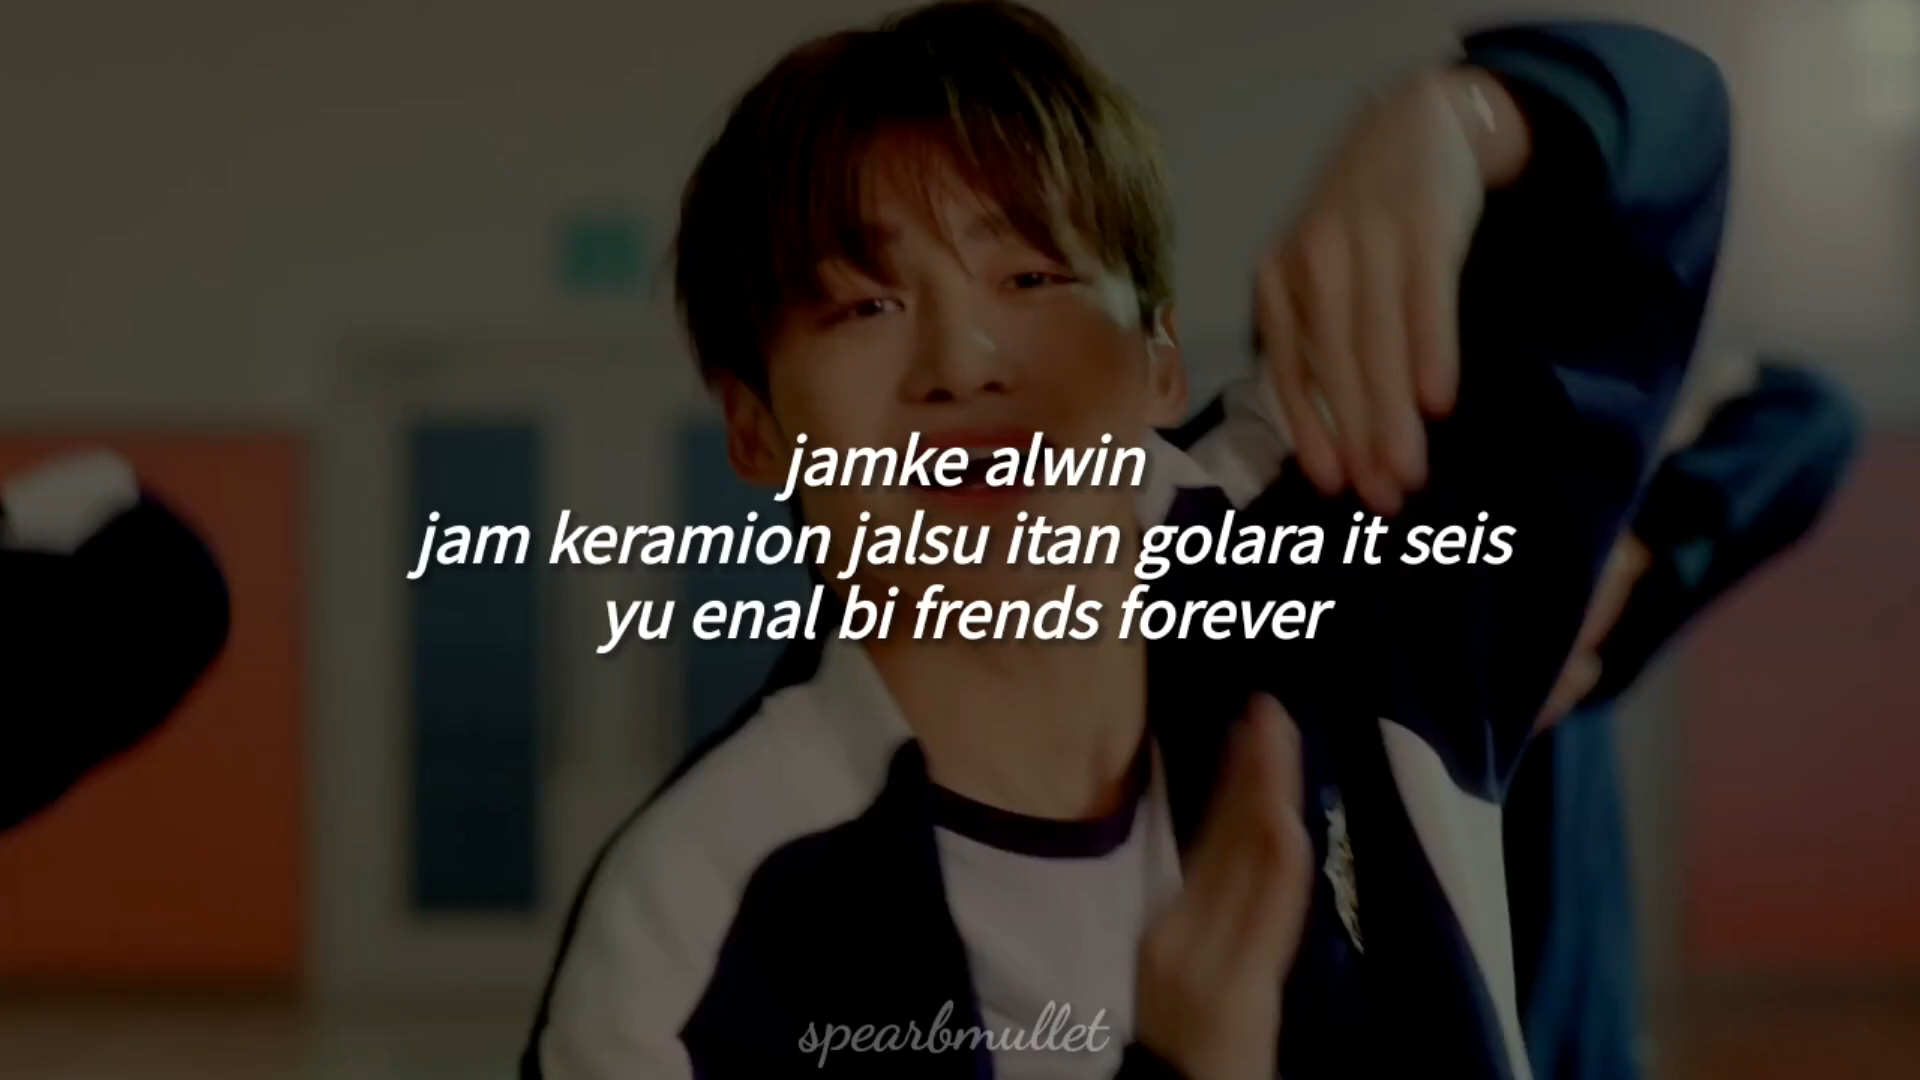 jamke alwin
jam keramion jalsu itan golara it seis
yu enal bi frends forever
spearbmullet